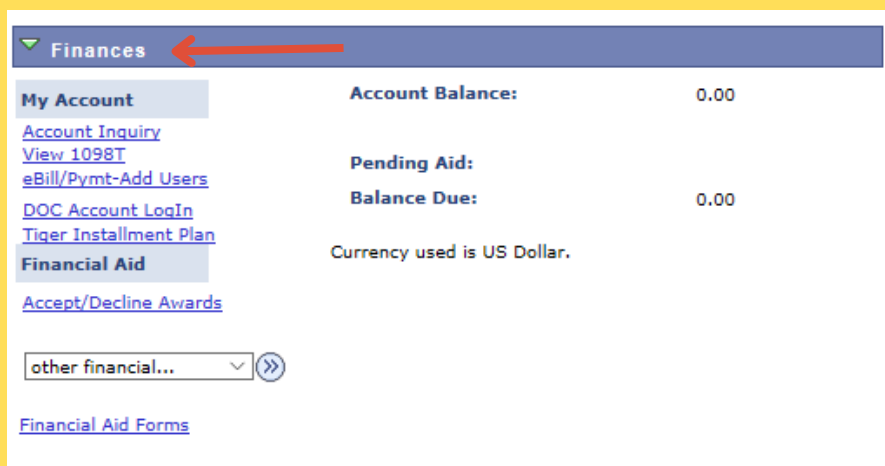 Finances
My Account
Account Inquiry
View 1098T
eBill/Pymt-Add Users
DOC Account LogIn
Tiger Installment Plan
Financial Aid
Accept/Decline Awards
other financial...
Financial Aid Forms
Account Balance: 0.00
Pending Aid:
Balance Due: 0.00
Currency used is US Dollar.